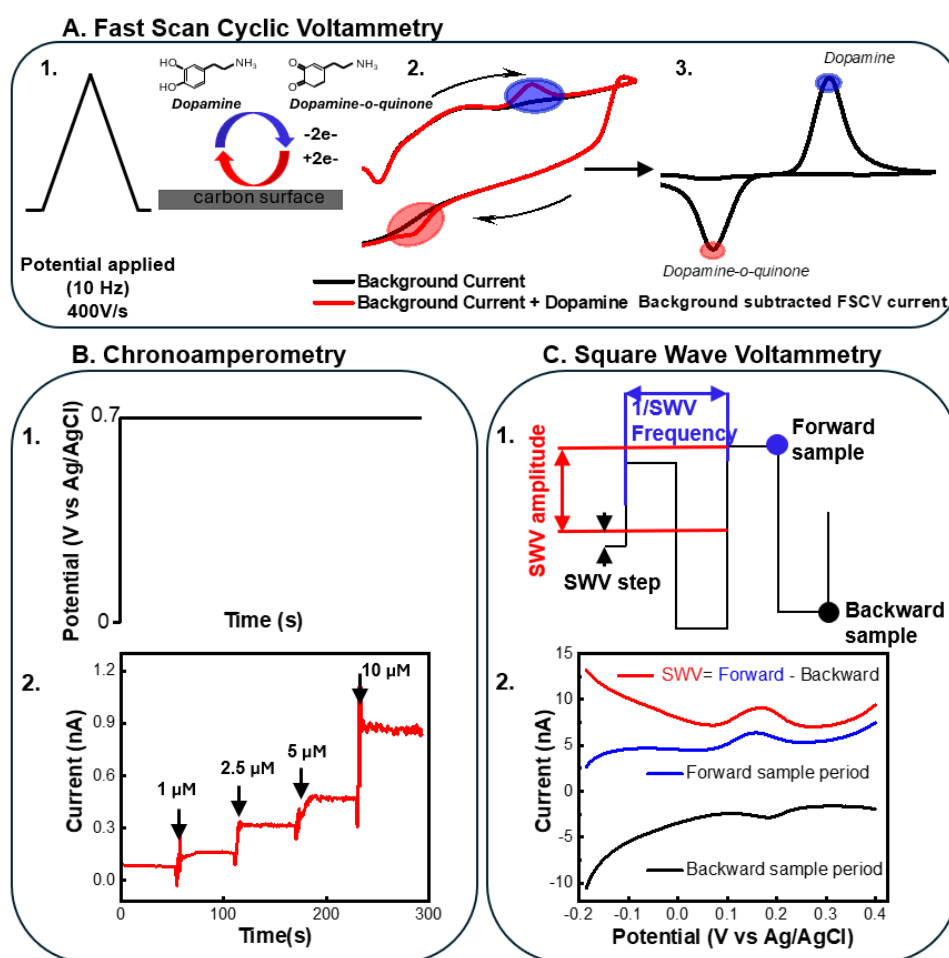 A. Fast Scan Cyclic Voltammetry
1.
HO
HO
NH3
Dopamine
O
O
NH3
Dopamine-o-quinone
-2e-
+2e-
carbon surface
Potential applied
(10 Hz)
400V/s
2.
Background Current
Background Current + Dopamine
3.
Dopamine
Dopamine-o-quinone
Background subtracted FSCV current
B. Chronoamperometry
1.
Potential (V vs Ag/AgCl)
0.7
0
Time (s)
2.
Current (nA)
1.2
0.9
0.6
0.3
0.0
1 µM
2.5 µM
5 µM
10 µM
0
100
200
300
Time(s)
C. Square Wave Voltammetry
1.
1/SWV
Frequency
SWV amplitude
SWV step
Forward
sample
Backward
sample
2.
Current (nA)
15
10
5
0
-5
-10
SWV= Forward - Backward
Forward sample period
Backward sample period
-0.2
-0.1
0.0
0.1
0.2
0.3
0.4
Potential (V vs Ag/AgCl)